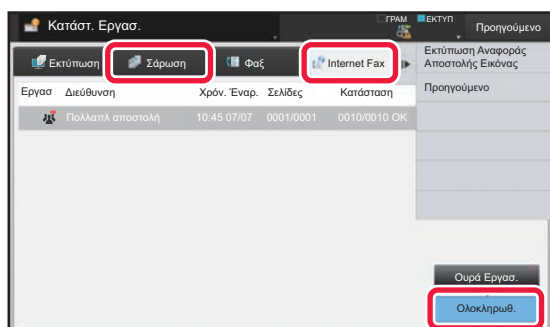 Κατάστ. Εργασ.
ΓΡΑΜ
ΕΚΤΥΠ
Προηγούμενο
Εκτύπωση
Σάρωση
Φαξ
Internet Fax
Εκτύπωση Αναφοράς
Αποστολής Εικόνας
Εργασ Διεύθυνση Χρόν. Έναρ. Σελίδες Κατάσταση
Προηγούμενο
Πολλαπλ αποστολή 10:45 07/07 0001/0001 0010/0010 OK
Ουρά Εργασ.
Ολοκληρωθ.